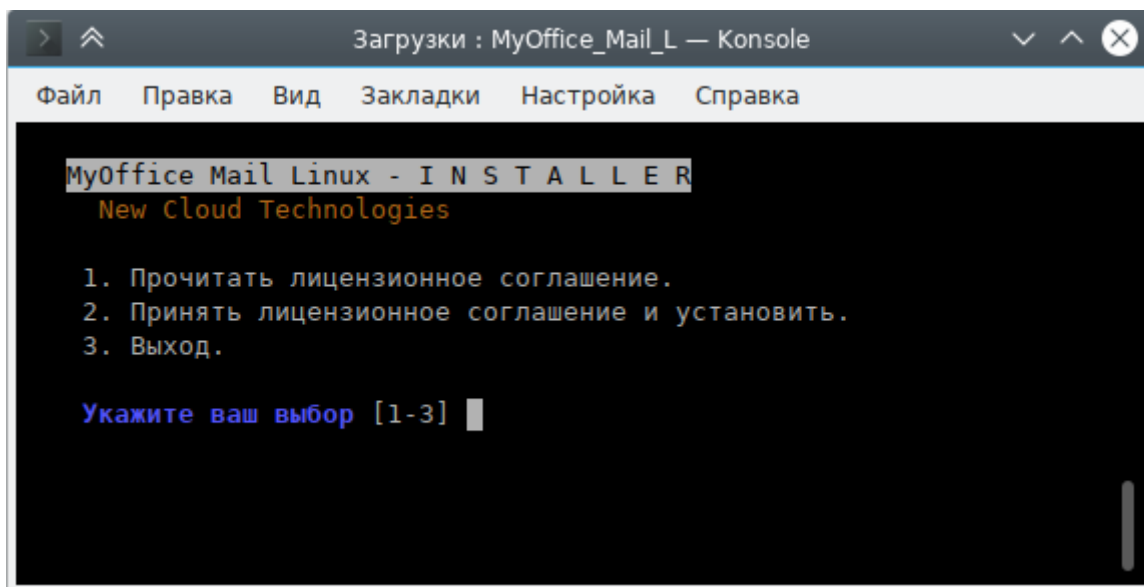 Загрузки : MyOffice_Mail_L — Konsole
Файл Правка Вид Закладки Настройка Справка
MyOffice Mail Linux - I N S T A L L E R
New Cloud Technologies
1. Прочитать лицензионное соглашение.
2. Принять лицензионное соглашение и установить.
3. Выход.
Укажите ваш выбор [1-3]